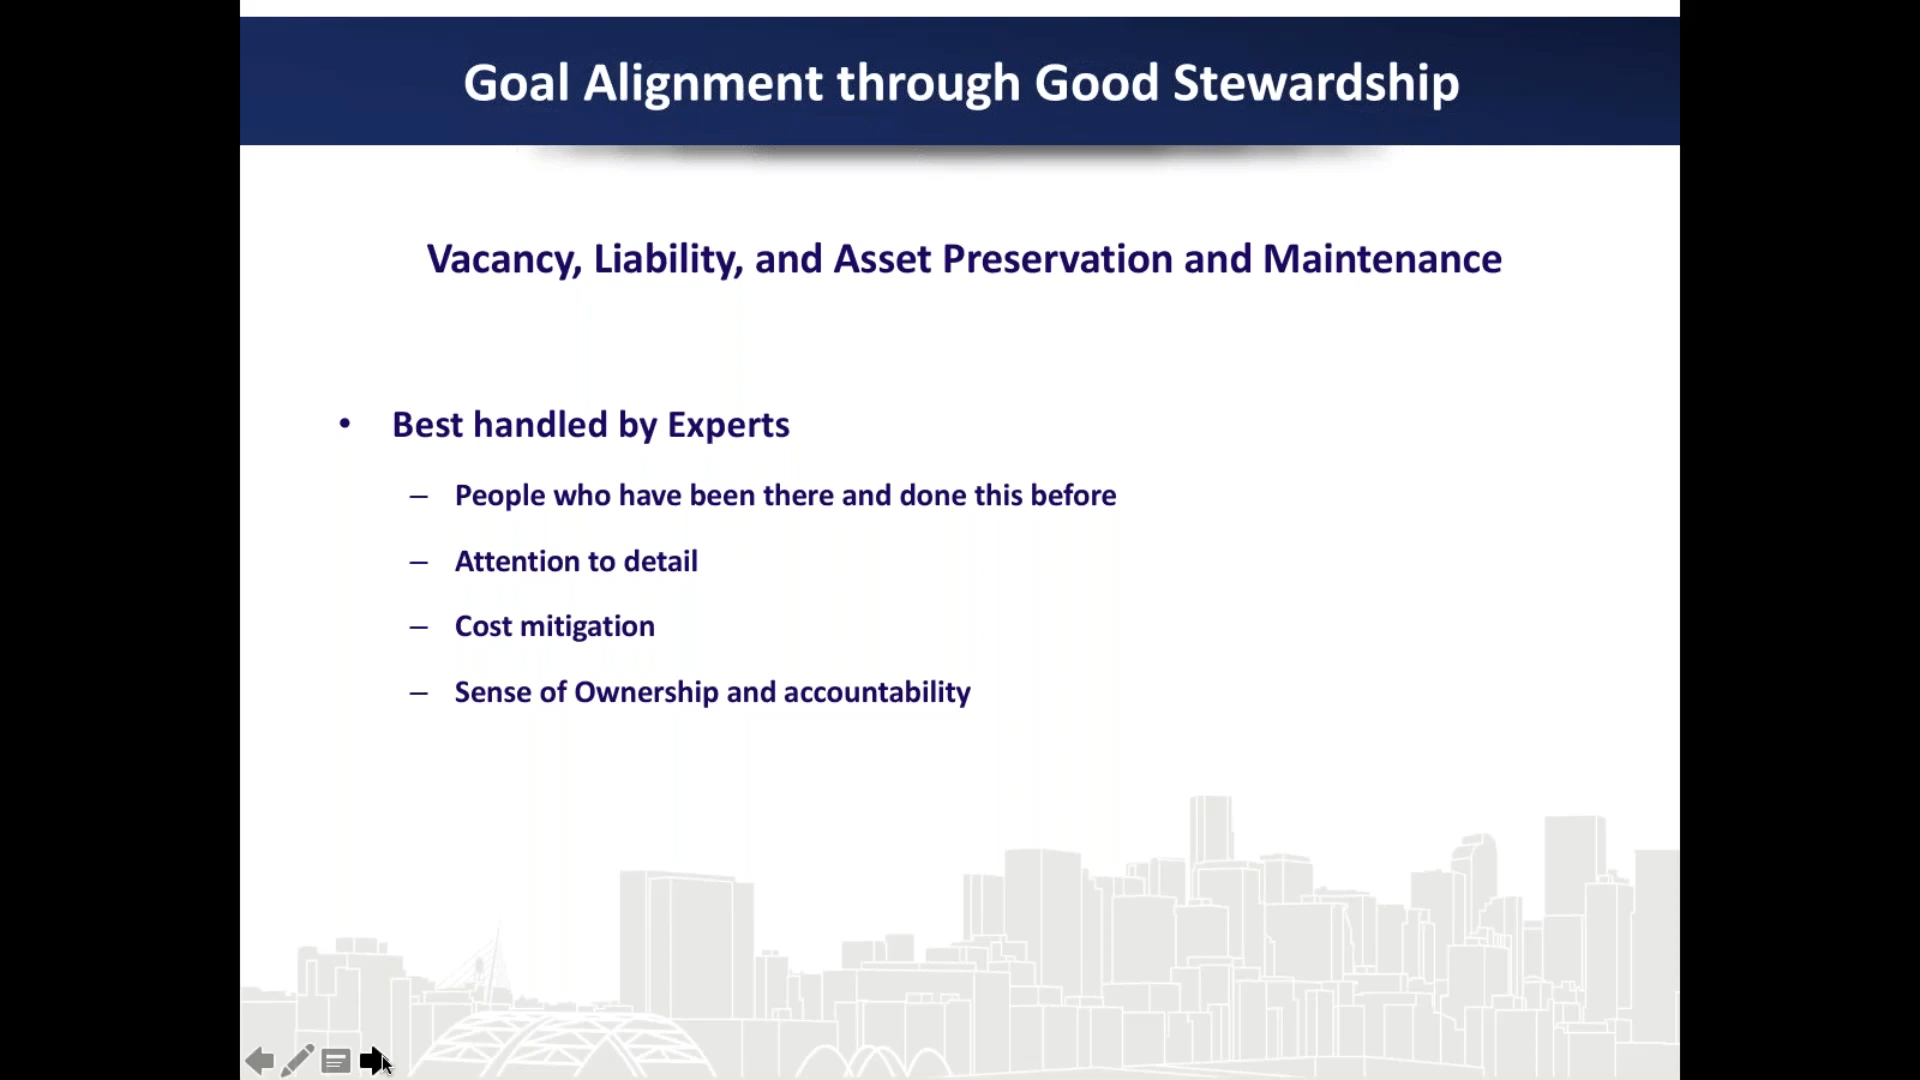 Goal Alignment through Good Stewardship
Vacancy, Liability, and Asset Preservation and Maintenance
• Best handled by Experts
– People who have been there and done this before
– Attention to detail
– Cost mitigation
– Sense of Ownership and accountability